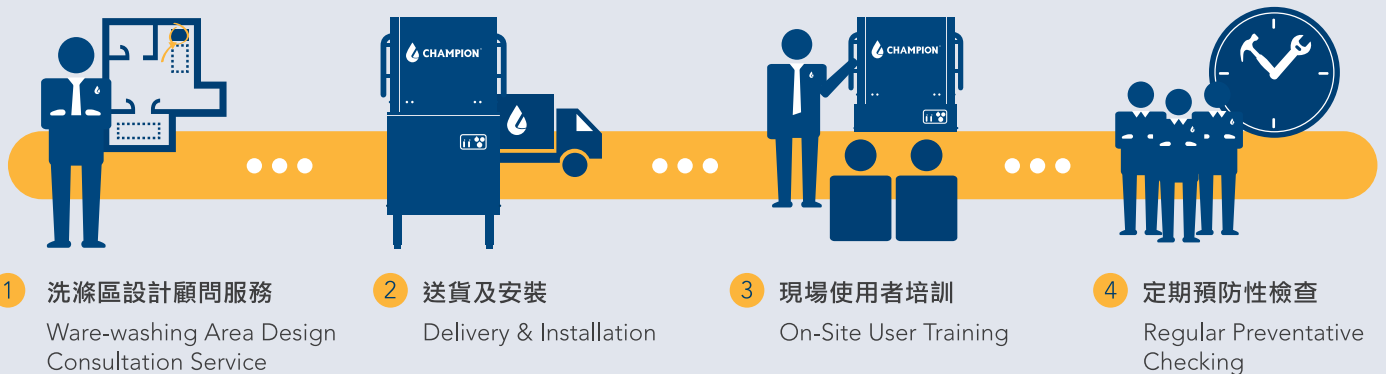 CHAMPION
CHAMPION
1 洗滌區設計顧問服務
Ware-washing Area Design
Consultation Service
2 送貨及安裝
Delivery & Installation
3 現場使用者培訓
On-Site User Training
4 定期預防性檢查
Regular Preventative
Checking